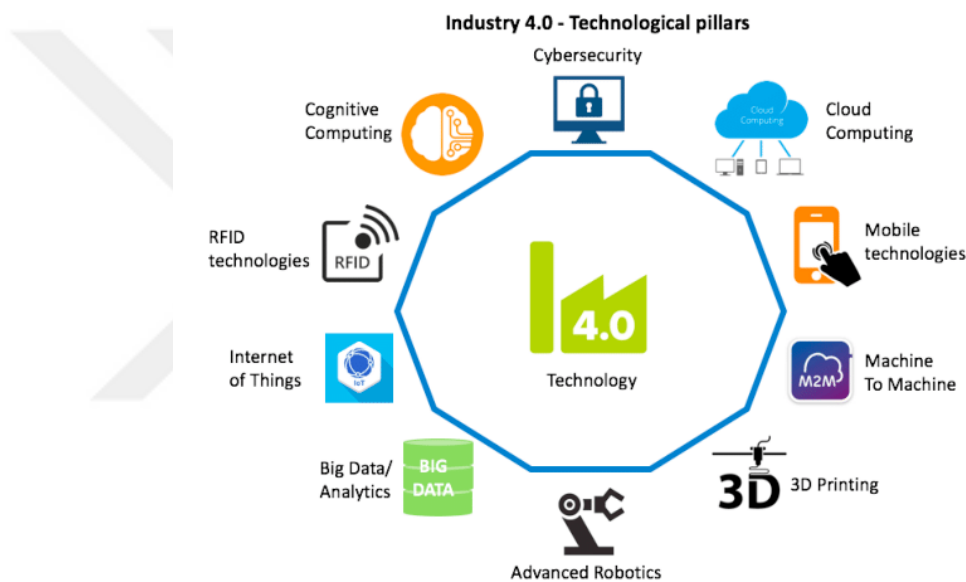 Industry 4.0 - Technological pillars
Cybersecurity
Cognitive
Computing
Cloud
Computing
Cloud
Computing
RFID
technologies
RFID
Mobile
technologies
4.0
Technology
Internet
of Things
IoT
M2M
Machine
To Machine
Big Data/
Analytics
BIG
DATA
3D
3D Printing
Advanced Robotics